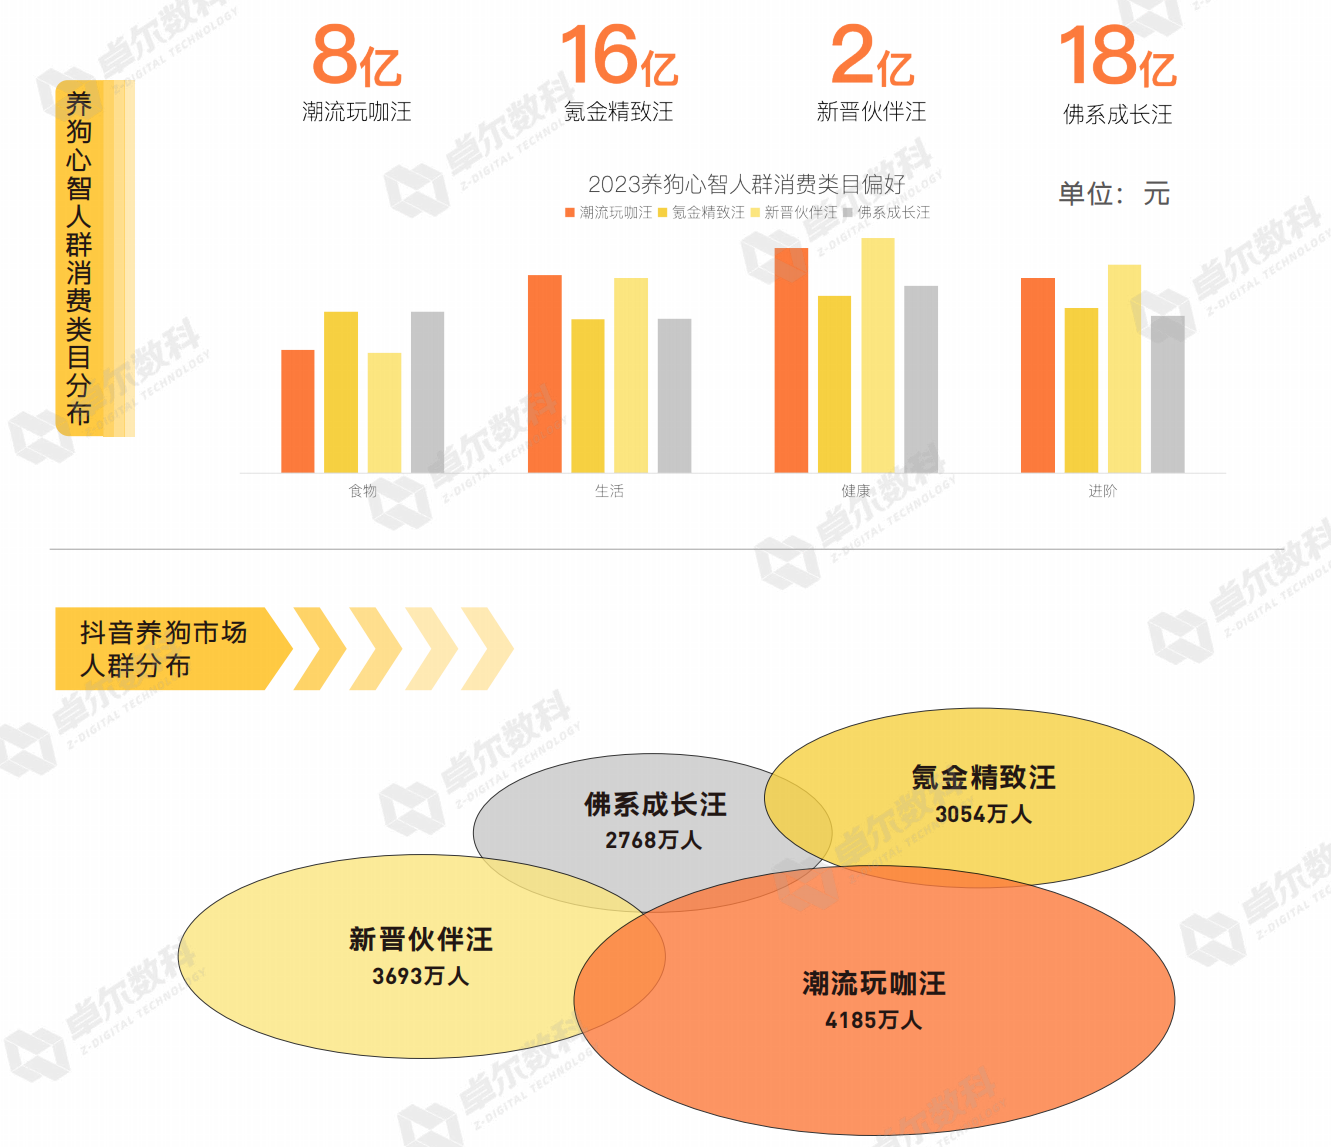 养狗心智人群消费类目分布
8亿
潮流玩咖汪
16亿
氪金精致汪
2亿
新晋伙伴汪
18亿
佛系成长汪
2023养狗心智人群消费类目偏好
单位：元
潮流玩咖汪 氪金精致汪 新晋伙伴汪 佛系成长汪
食物 生活 健康 进阶
抖音养狗市场
人群分布
氪金精致汪
3054万人
佛系成长汪
2768万人
新晋伙伴汪
3693万人
潮流玩咖汪
4185万人
卓尔数科
Z-DIGITAL TECHNOLOGY